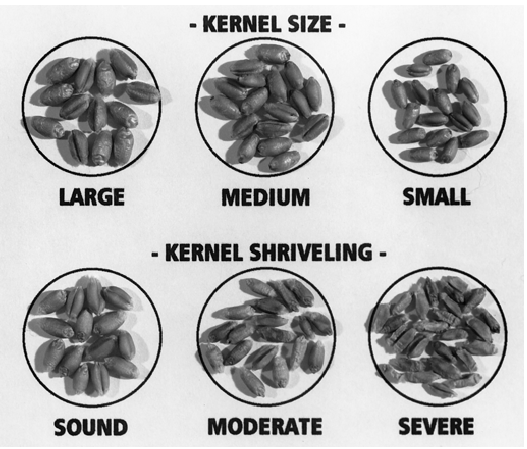 - KERNEL SIZE -
LARGE MEDIUM SMALL
- KERNEL SHRIVELING -
SOUND MODERATE SEVERE